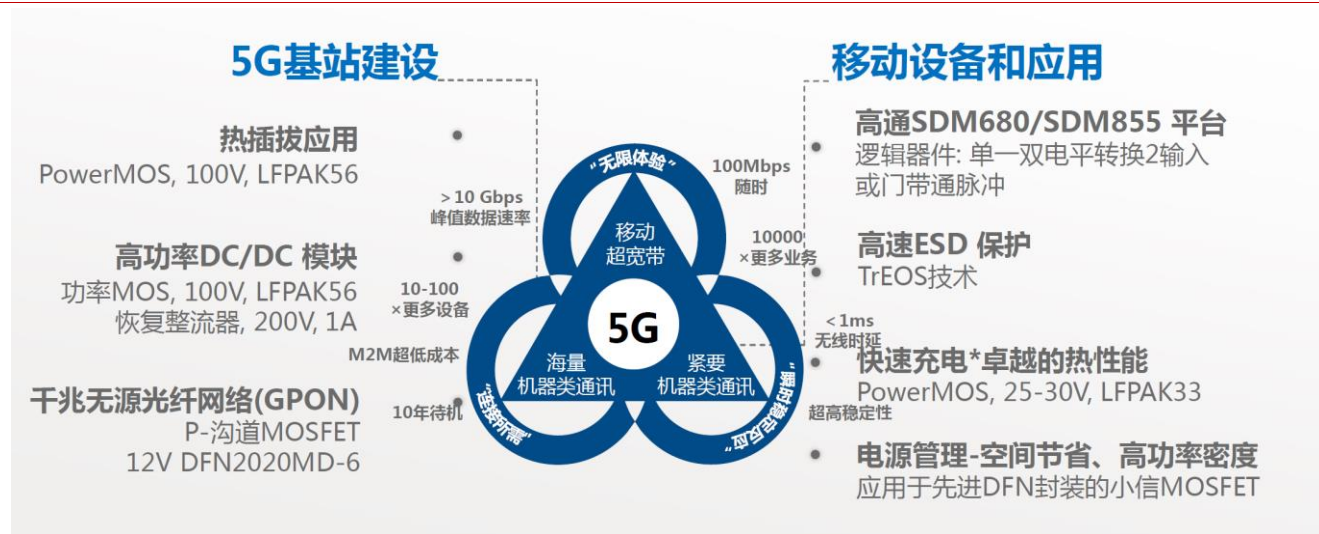 5G基站建设
热插拔应用
PowerMOS, 100V, LFPAK56
高功率DC/DC 模块
功率MOS, 100V, LFPAK56
恢复整流器, 200V, 1A
千兆无源光纤网络(GPON)
P-沟道MOSFET
12V DFN2020MD-6
>10 Gbps
峰值数据速率
10-100
×更多设备
M2M超低成本
10年待机
“无限体验”
移动
超宽带
5G
海量
机器类通讯
紧要
机器类通讯
“连接所需”
“瞬时稳定反应”
100Mbps
随时
10000
×更多业务
<1ms
无线时延
超高稳定性
移动设备和应用
高通SDM680/SDM855 平台
逻辑器件: 单一双电平转换2输入
或门带通脉冲
高速ESD 保护
TrEOS技术
快速充电*卓越的热性能
PowerMOS, 25-30V, LFPAK33
电源管理-空间节省、高功率密度
应用于先进DFN封装的小信MOSFET